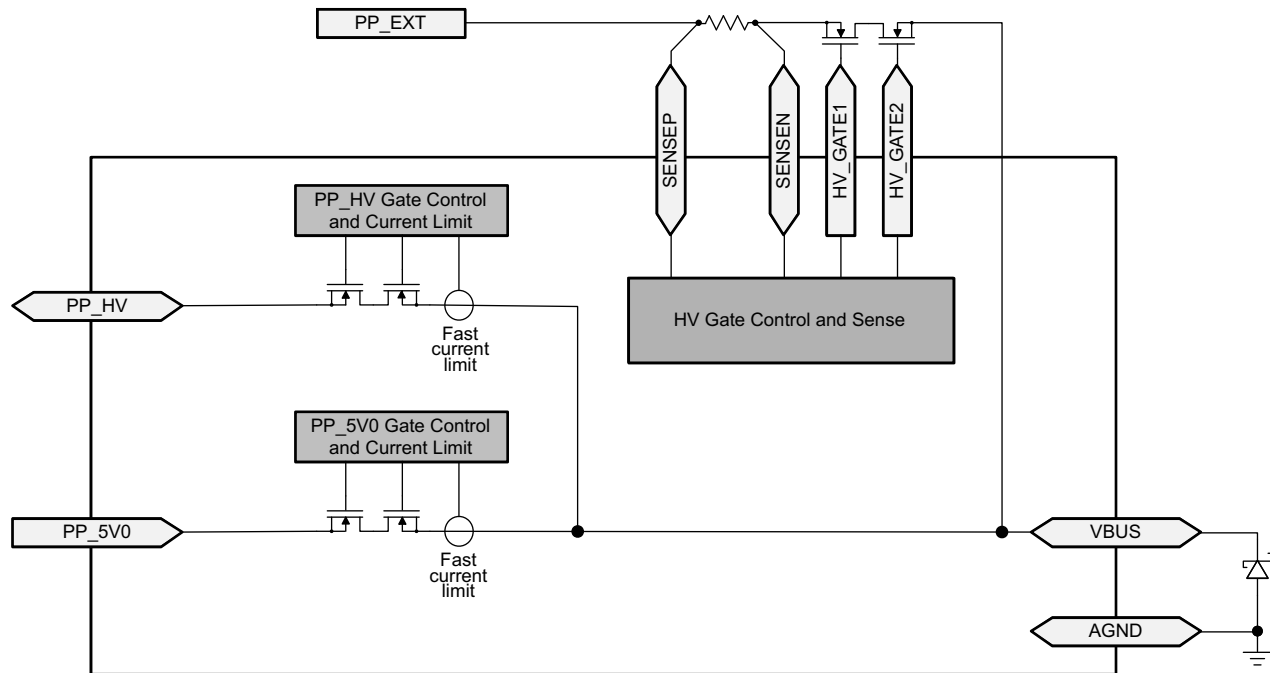 PP_EXT
SENSEP
SENSEN
HV_GATE1
HV_GATE2
PP_HV Gate Control
and Current Limit
PP_HV
Fast
current
limit
HV Gate Control and Sense
PP_5V0 Gate Control
and Current Limit
PP_5V0
Fast
current
limit
VBUS
AGND